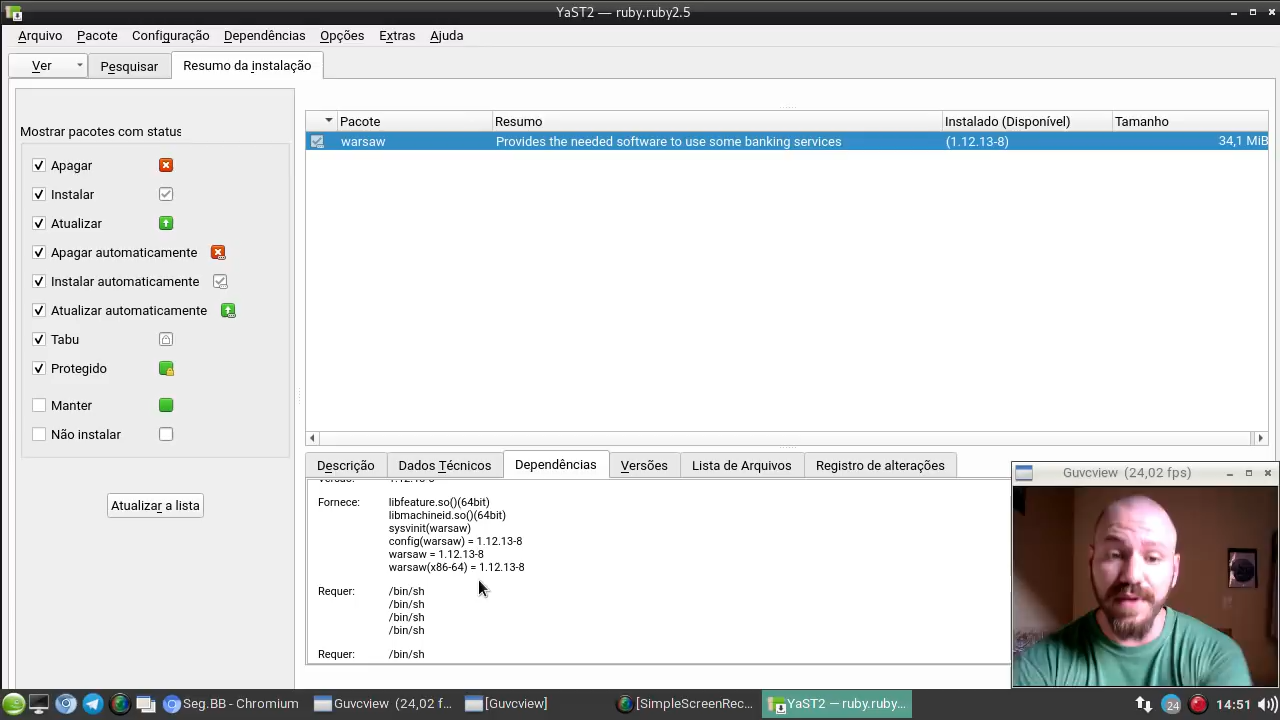 YaST2 — ruby.ruby2.5
Arquivo Pacote Configuração Dependências Opções Extras Ajuda
Ver Pesquisar Resumo da instalação
Mostrar pacotes com status
Apagar
Instalar
Atualizar
Apagar automaticamente
Instalar automaticamente
Atualizar automaticamente
Tabu
Protegido
Manter
Não instalar
Atualizar a lista
Pacote Resumo Instalado (Disponível) Tamanho
warsaw Provides the needed software to use some banking services (1.12.13-8) 34,1 MiB
Descrição Dados Técnicos Dependências Versões Lista de Arquivos Registro de alterações
Versão: 1.12.13-8
Fornece: libfeature.so()(64bit)
libmachineid.so()(64bit)
sysvinit(warsaw)
config(warsaw) = 1.12.13-8
warsaw = 1.12.13-8
warsaw(x86-64) = 1.12.13-8
Requer: /bin/sh
/bin/sh
/bin/sh
/bin/sh
Requer: /bin/sh
Guvcview (24,02 fps)
Seg.BB - Chromium Guvcview (24,02 f... [Guvcview] [SimpleScreenRec... YaST2 — ruby.ruby... 24 14:51